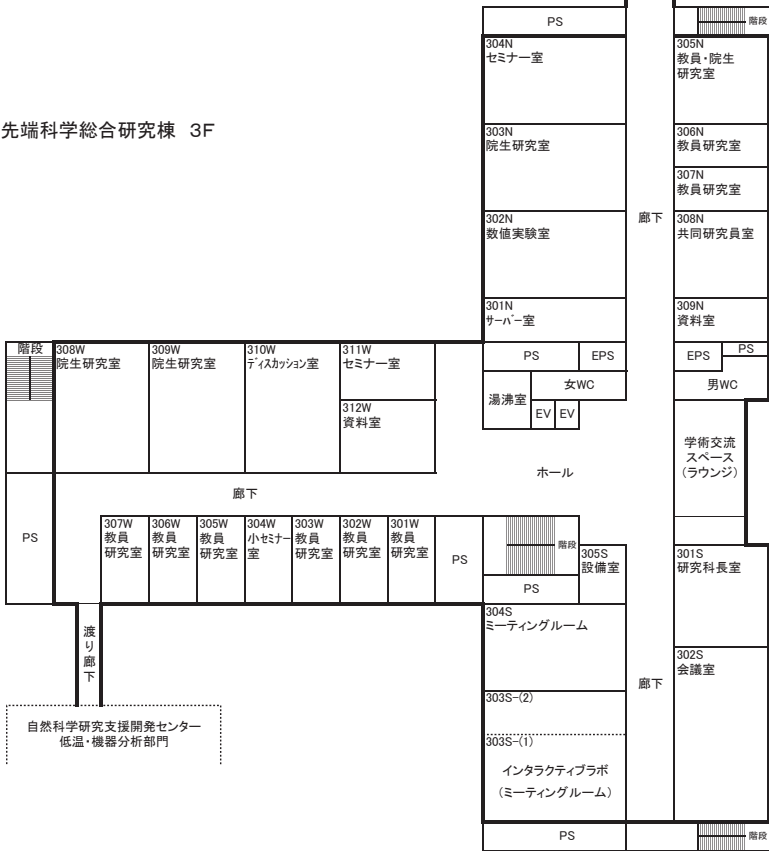 PS
階段
304N
セミナー室
305N
教員・院生
研究室
先端科学総合研究棟 3F
303N
院生研究室
306N
教員研究室
307N
教員研究室
302N
数値実験室
廊下
308N
共同研究員室
301N
サーバー室
309N
資料室
階段
308W
院生研究室
309W
院生研究室
310W
ディスカッション室
311W
セミナー室
PS
EPS
EPS
PS
312W
資料室
湯沸室
女WC
男WC
EV
EV
学術交流
スペース
(ラウンジ)
ホール
廊下
PS
307W
教員
研究室
306W
教員
研究室
305W
教員
研究室
304W
小セミナー
室
303W
教員
研究室
302W
教員
研究室
301W
教員
研究室
PS
階段
305S
設備室
301S
研究科長室
PS
304S
ミーティングルーム
渡り廊下
302S
会議室
廊下
303S-(2)
自然科学研究支援開発センター
低温・機器分析部門
303S-(1)
インタラクティブラボ
(ミーティングルーム)
PS
階段